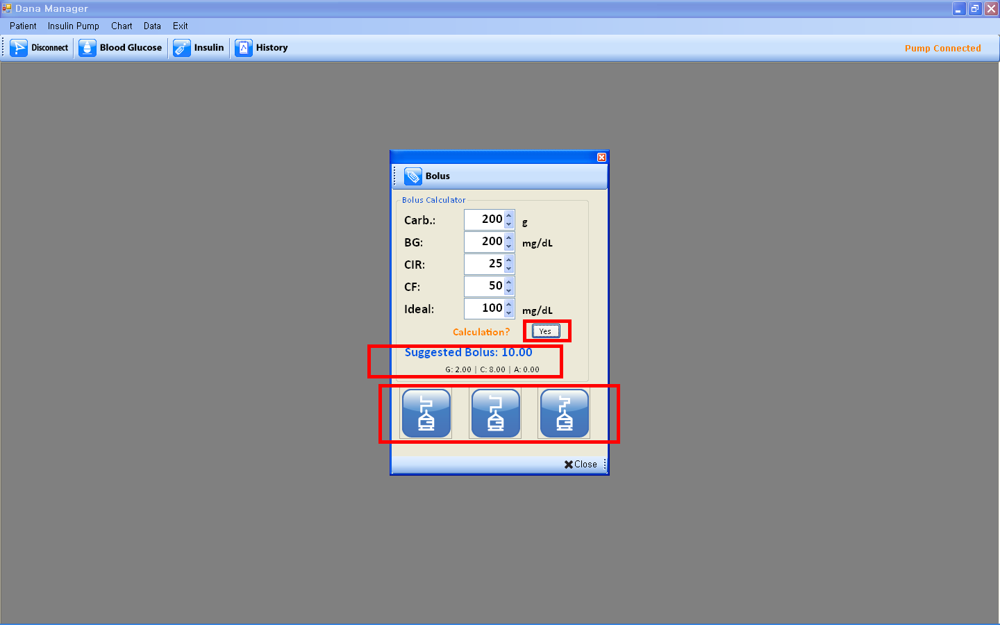 Dana Manager
Patient Insulin Pump Chart Data Exit
Disconnect Blood Glucose Insulin History Pump Connected
Bolus
Bolus Calculator
Carb.: 200 g
BG: 200 mg/dL
CIR: 25
CF: 50
Ideal: 100 mg/dL
Calculation? Yes
Suggested Bolus: 10.00
G: 2.00 | C: 8.00 | A: 0.00
Close